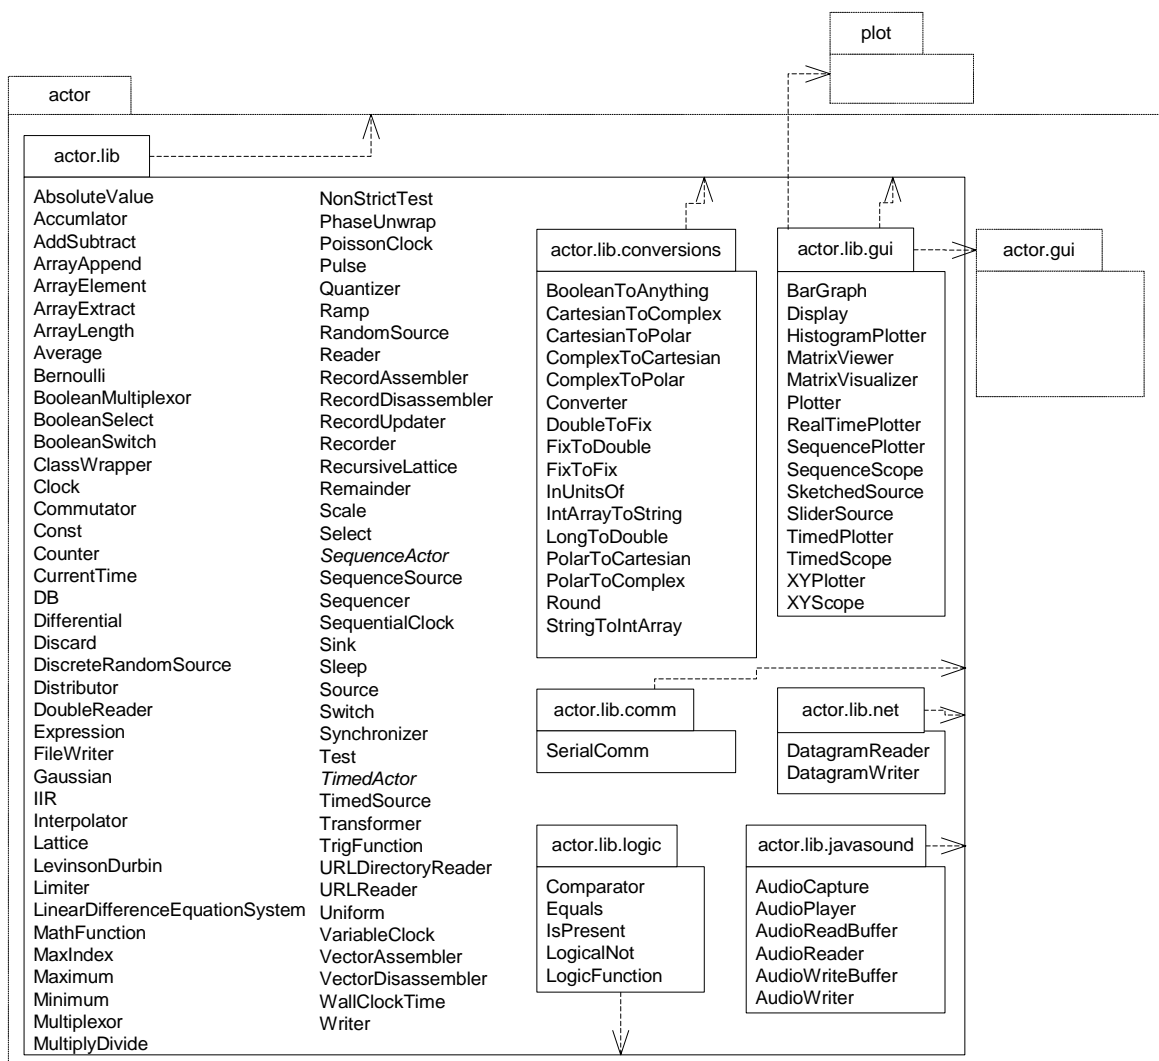 plot
actor
actor.lib
AbsoluteValue
Accumlator
AddSubtract
ArrayAppend
ArrayElement
ArrayExtract
ArrayLength
Average
Bernoulli
BooleanMultiplexor
BooleanSelect
BooleanSwitch
ClassWrapper
Clock
Commutator
Const
Counter
CurrentTime
DB
Differential
Discard
DiscreteRandomSource
Distributor
DoubleReader
Expression
FileWriter
Gaussian
IIR
Interpolator
Lattice
LevinsonDurbin
Limiter
LinearDifferenceEquationSystem
MathFunction
MaxIndex
Maximum
Minimum
Multiplexor
MultiplyDivide
NonStrictTest
PhaseUnwrap
PoissonClock
Pulse
Quantizer
Ramp
RandomSource
Reader
RecordAssembler
RecordDisassembler
RecordUpdater
Recorder
RecursiveLattice
Remainder
Scale
Select
SequenceActor
SequenceSource
Sequencer
SequentialClock
Sink
Sleep
Source
Switch
Synchronizer
Test
TimedActor
TimedSource
Transformer
TrigFunction
URLDirectoryReader
URLReader
Uniform
VariableClock
VectorAssembler
VectorDisassembler
WallClockTime
Writer
actor.lib.conversions
BooleanToAnything
CartesianToComplex
CartesianToPolar
ComplexToCartesian
ComplexToPolar
Converter
DoubleToFix
FixToDouble
FixToFix
InUnitsOf
IntArrayToString
LongToDouble
PolarToCartesian
PolarToComplex
Round
StringToIntArray
actor.lib.gui
BarGraph
Display
HistogramPlotter
MatrixViewer
MatrixVisualizer
Plotter
RealTimePlotter
SequencePlotter
SequenceScope
SketchedSource
SliderSource
TimedPlotter
TimedScope
XYPlotter
XYScope
actor.gui
actor.lib.comm
SerialComm
actor.lib.net
DatagramReader
DatagramWriter
actor.lib.logic
Comparator
Equals
IsPresent
LogicalNot
LogicFunction
actor.lib.javasound
AudioCapture
AudioPlayer
AudioReadBuffer
AudioReader
AudioWriteBuffer
AudioWriter